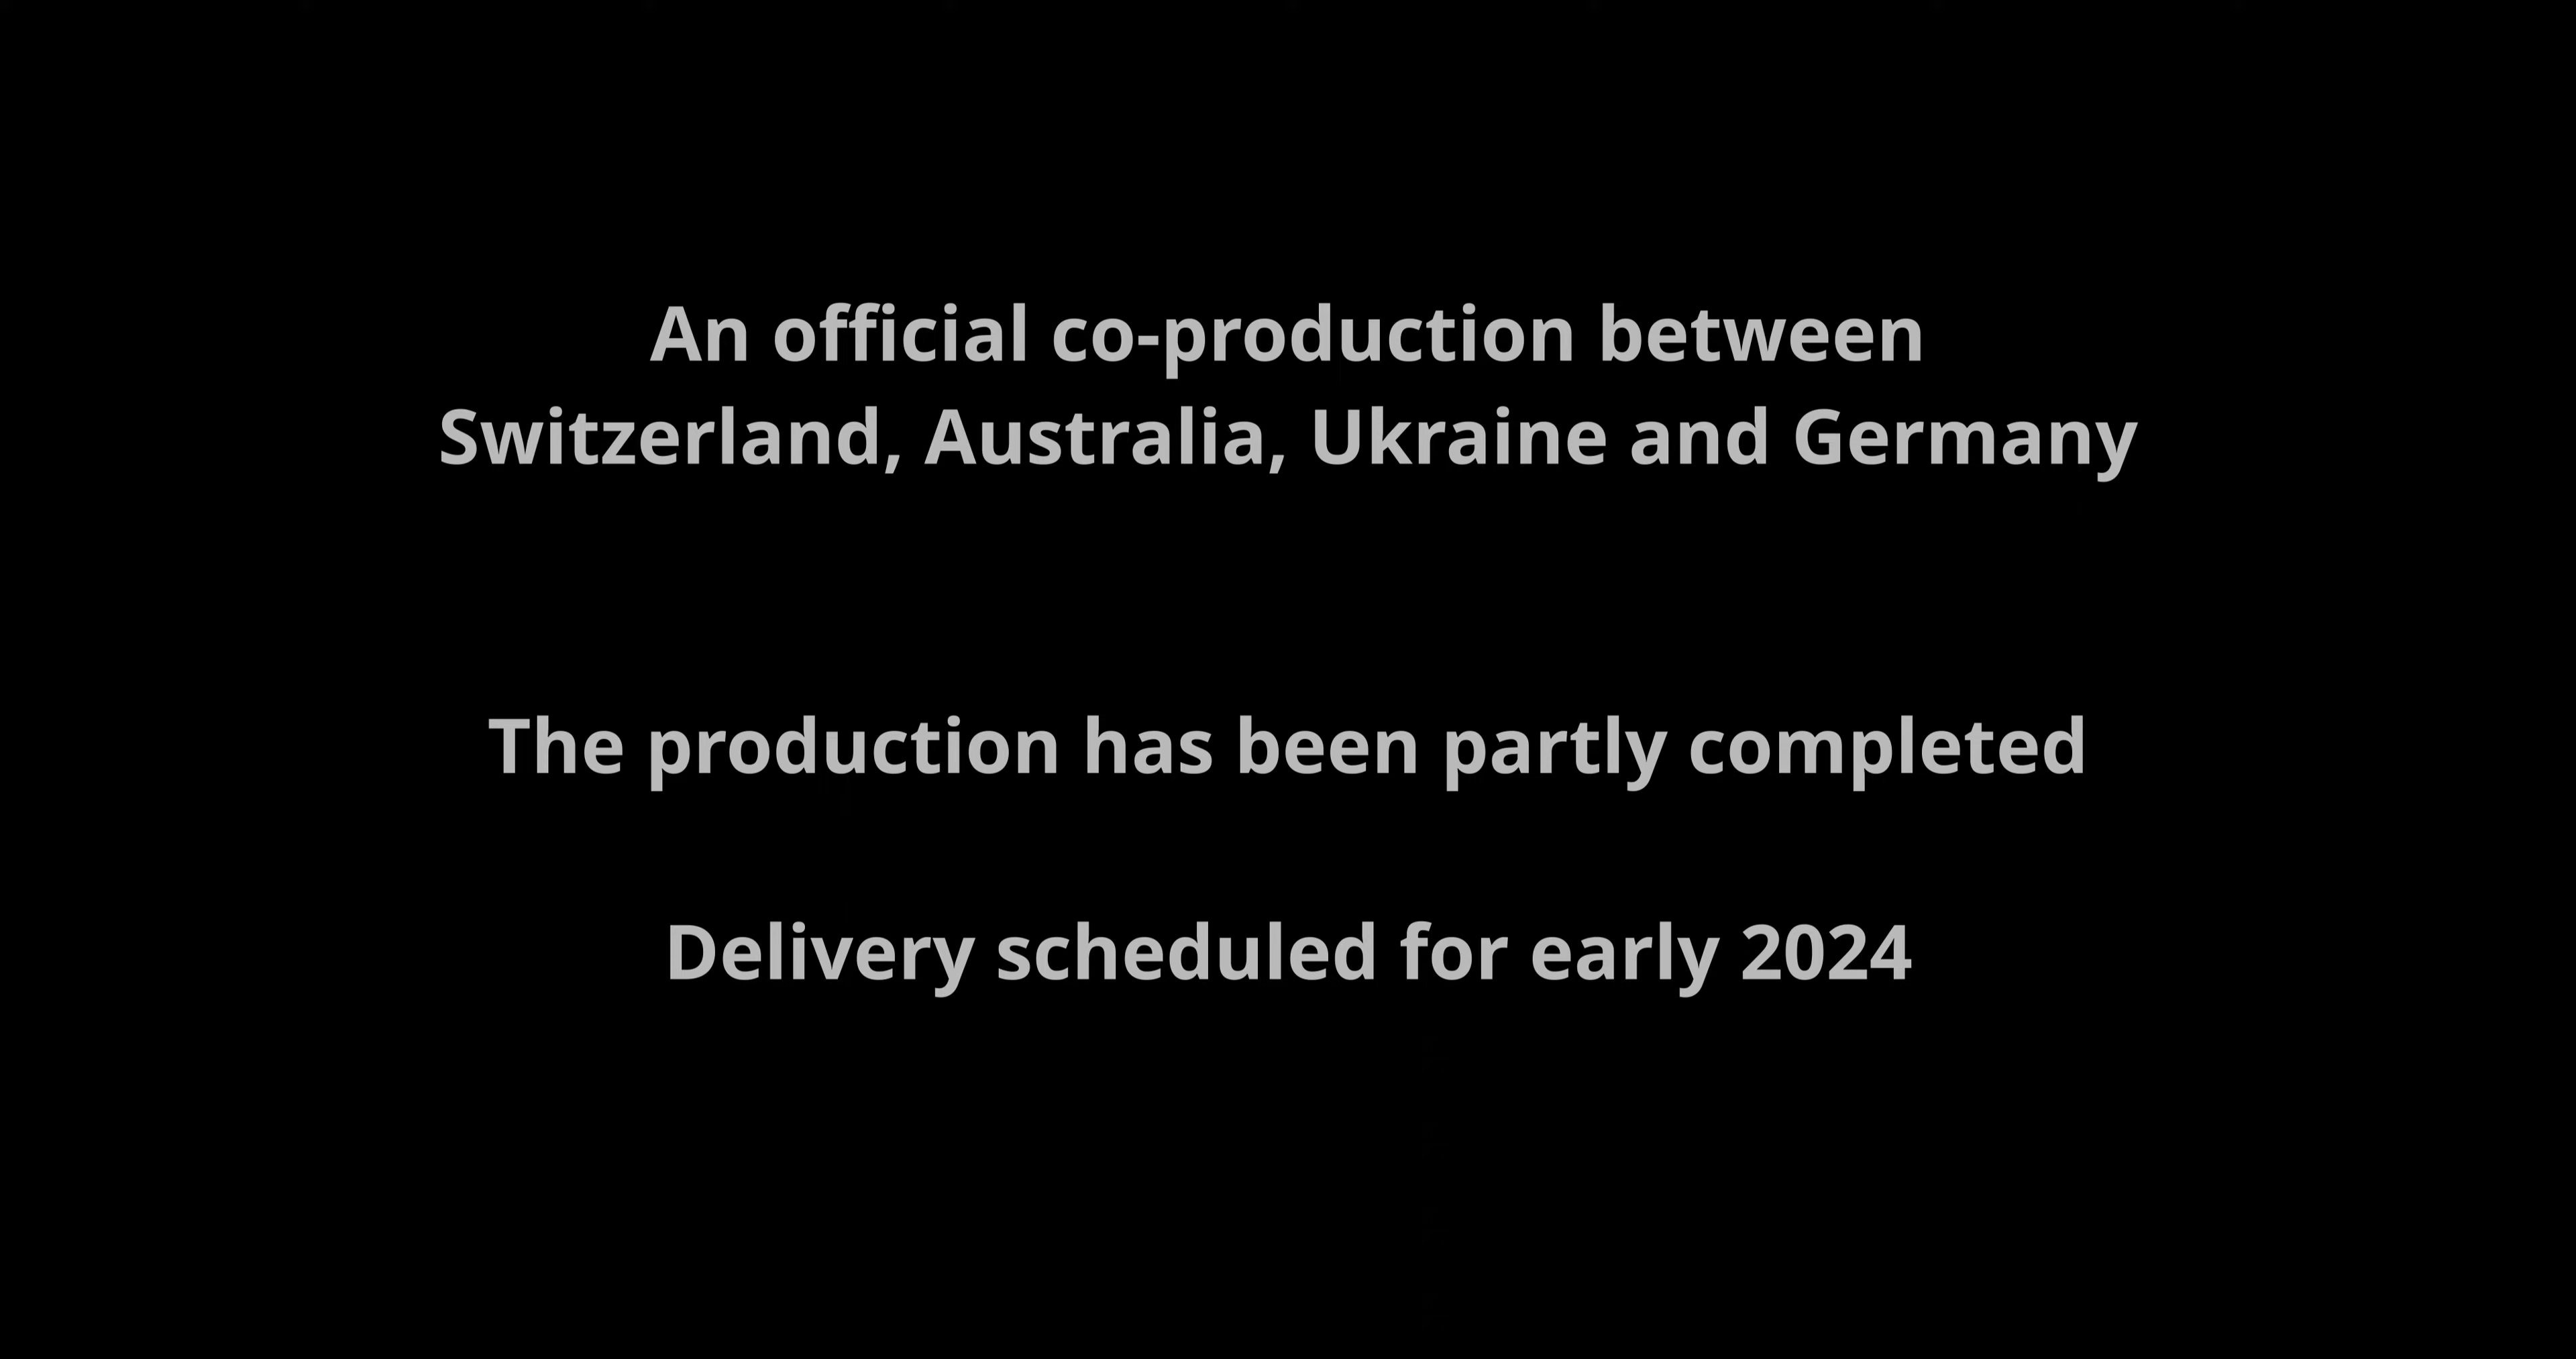 An official co-production between
Switzerland, Australia, Ukraine and Germany
The production has been partly completed
Delivery scheduled for early 2024